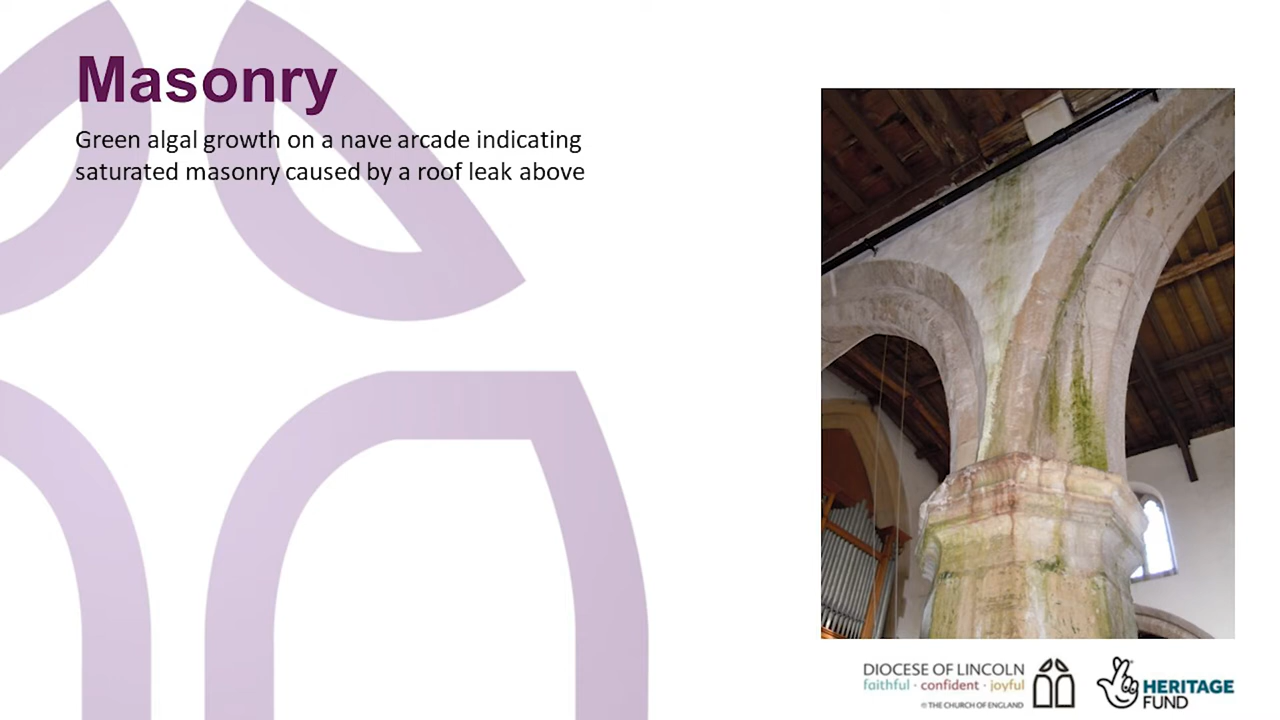 Masonry
Green algal growth on a nave arcade indicating
saturated masonry caused by a roof leak above
DIOCESE OF LINCOLN
faithful · confident · joyful
© THE CHURCH OF ENGLAND
HERITAGE
FUND